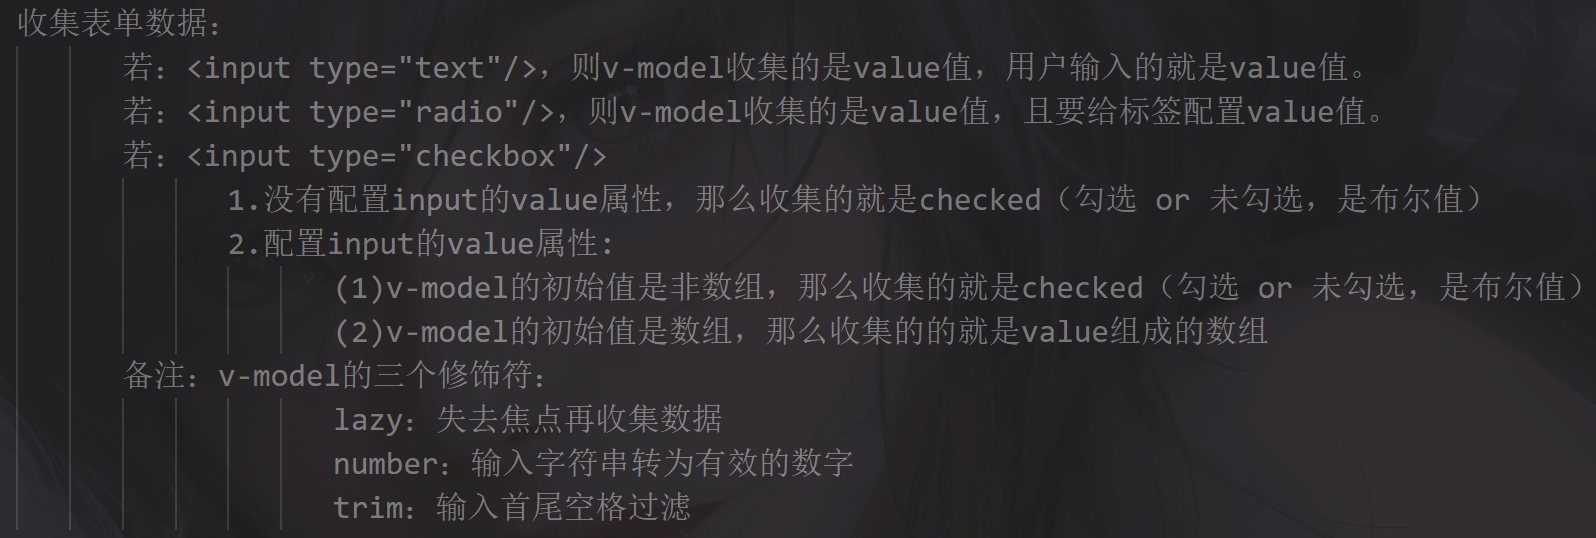 收集表单数据：
若：<input type="text"/>，则v-model收集的是value值，用户输入的就是value值。
若：<input type="radio"/>，则v-model收集的是value值，且要给标签配置value值。
若：<input type="checkbox"/>
1.没有配置input的value属性，那么收集的就是checked（勾选 or 未勾选，是布尔值）
2.配置input的value属性:
(1)v-model的初始值是非数组，那么收集的就是checked（勾选 or 未勾选，是布尔值）
(2)v-model的初始值是数组，那么收集的的就是value组成的数组
备注：v-model的三个修饰符：
lazy：失去焦点再收集数据
number：输入字符串转为有效的数字
trim：输入首尾空格过滤